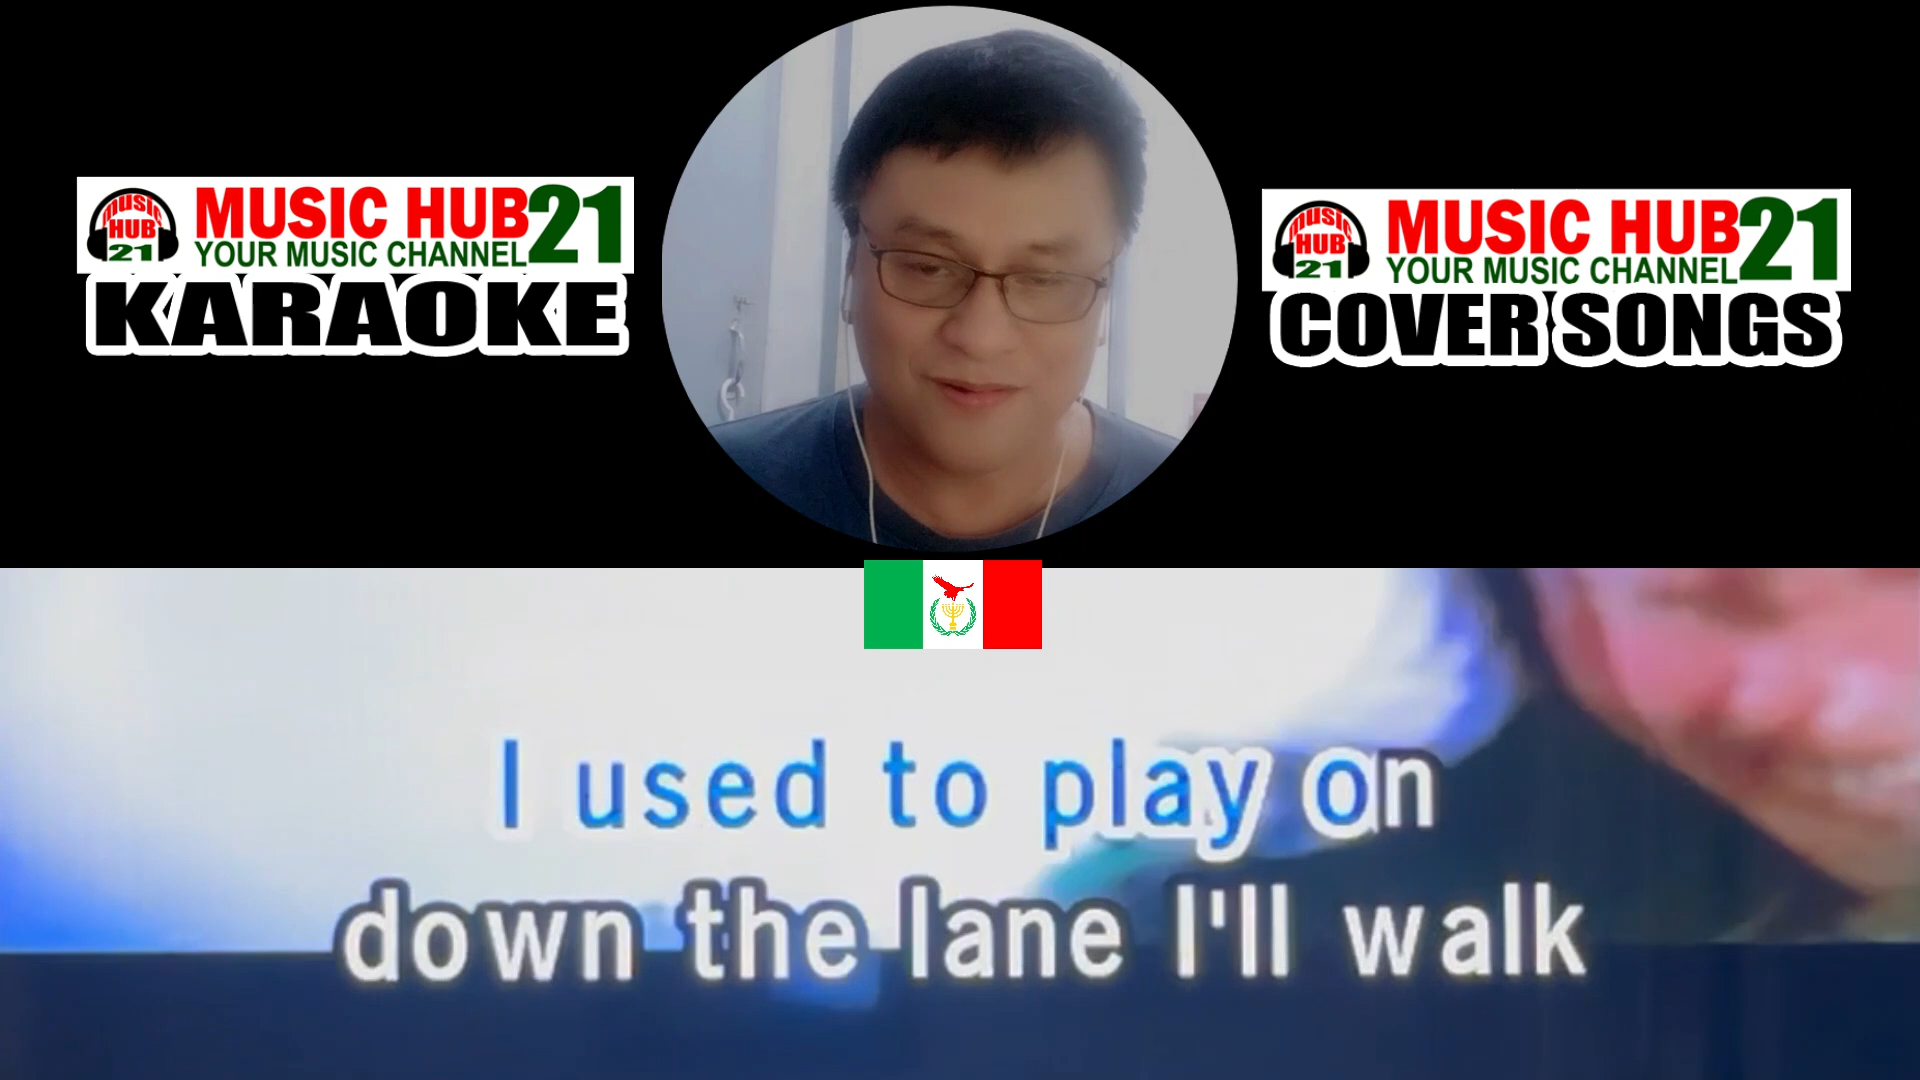 music
HUB
21
MUSIC HUB21
YOUR MUSIC CHANNEL
KARAOKE
music
HUB
21
MUSIC HUB21
YOUR MUSIC CHANNEL
COVER SONGS
I used to play on
down the lane I'll walk